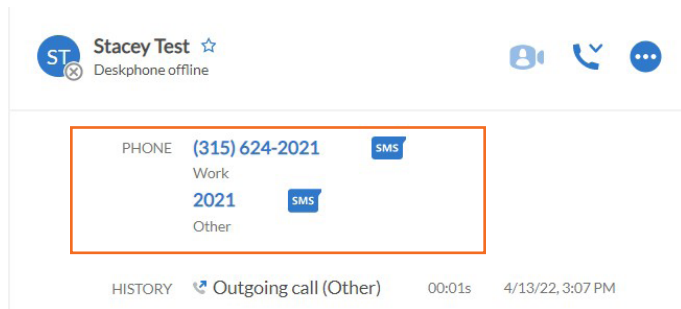 ST Stacey Test
Deskphone offline
PHONE (315) 624-2021 SMS
Work
2021 SMS
Other
HISTORY Outgoing call (Other) 00:01s 4/13/22, 3:07 PM